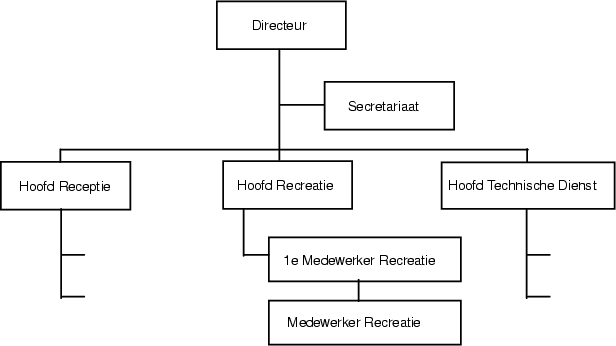 Directeur
Secretariaat
Hoofd Receptie
Hoofd Recreatie
Hoofd Technische Dienst
1e Medewerker Recreatie
Medewerker Recreatie